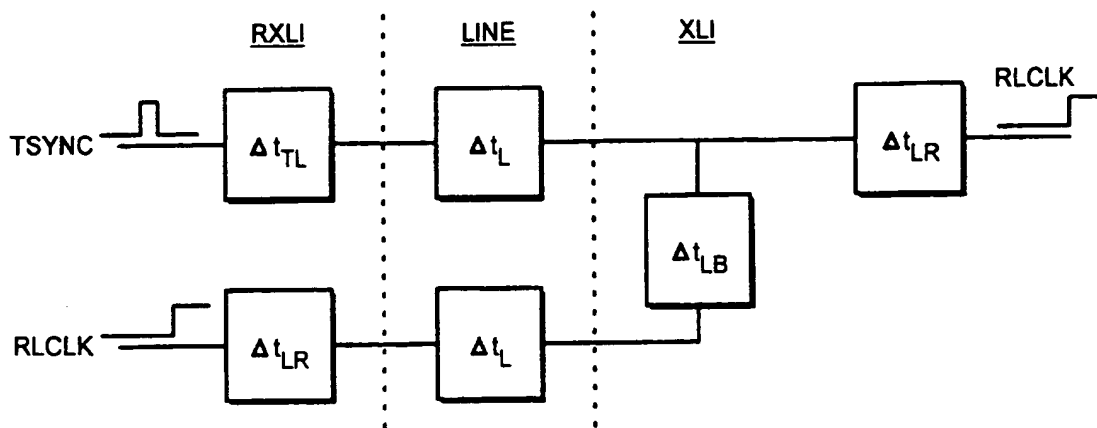 RXLI LINE XLI
RLCLK
TSYNC
Δt_TL Δt_L Δt_LR
Δt_LB
RLCLK
Δt_LR Δt_L